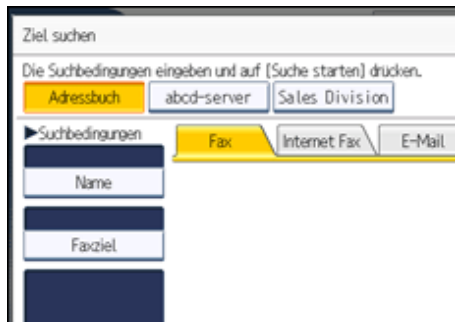 Ziel suchen
Die Suchbedingungen eingeben und auf [Suche starten] drücken.
Adressbuch abcd-server Sales Division
▶Suchbedingungen
Fax Internet Fax E-Mail
Name
Faxziel